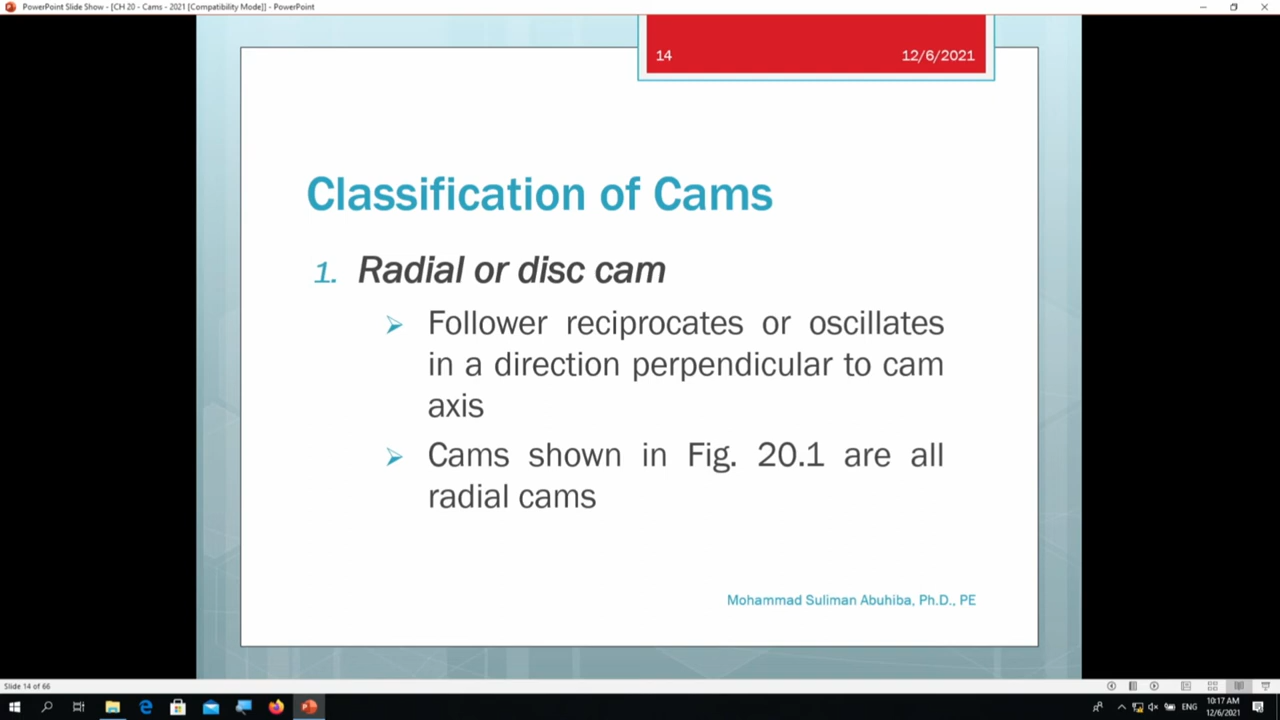 PowerPoint Slide Show - [CH 20 - Cams - 2021 [Compatibility Mode]] - PowerPoint
14 12/6/2021
Classification of Cams
1. Radial or disc cam
Follower reciprocates or oscillates
in a direction perpendicular to cam
axis
Cams shown in Fig. 20.1 are all
radial cams
Mohammad Suliman Abuhiba, Ph.D., PE
Slide 14 of 66
ENG
10:17 AM
12/6/2021